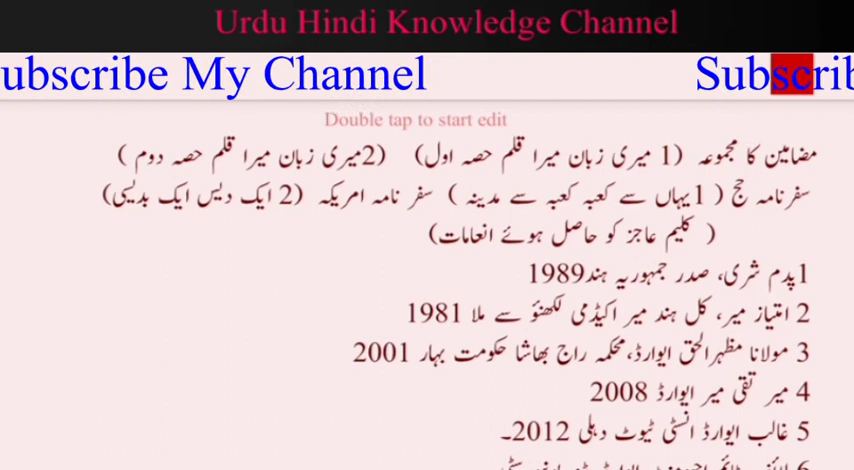 Urdu Hindi Knowledge Channel
ubscribe My Channel Subscrib
Double tap to start edit
مضامین کا مجموعہ (1 میری زبان میرا قلم حصہ اول) (2میری زبان میرا قلم حصہ دوم )
سفرنامہ حج ( 1یہاں سے کعبہ کعبہ سے مدینہ ) سفر نامہ امریکہ (2 ایک دیس ایک بدیسی)
( کلیم عاجز کو حاصل ہوئے انعامات)
1پدم شری، صدر جمہوریہ ہند1989
2 امتیاز میر، کل ہند میر اکیڈمی لکھنؤ سے ملا 1981
3 مولانا مظہرالحق ایوارڈ،محکمہ راج بھاشا حکومت بہار 2001
4 میر تقی میر ایوارڈ 2008
5 غالب ایوارڈ انسٹی ٹیوٹ دہلی 2012۔